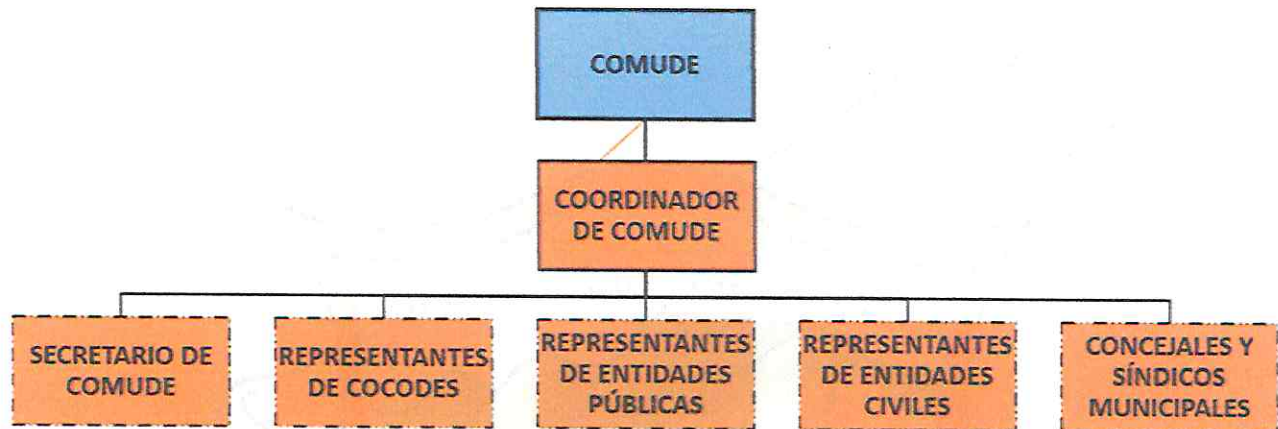 COMUDE
COORDINADOR
DE COMUDE
SECRETARIO DE
COMUDE
REPRESENTANTES
DE COCODES
REPRESENTANTES
DE ENTIDADES
PÚBLICAS
REPRESENTANTES
DE ENTIDADES
CIVILES
CONCEJALES Y
SÍNDICOS
MUNICIPALES